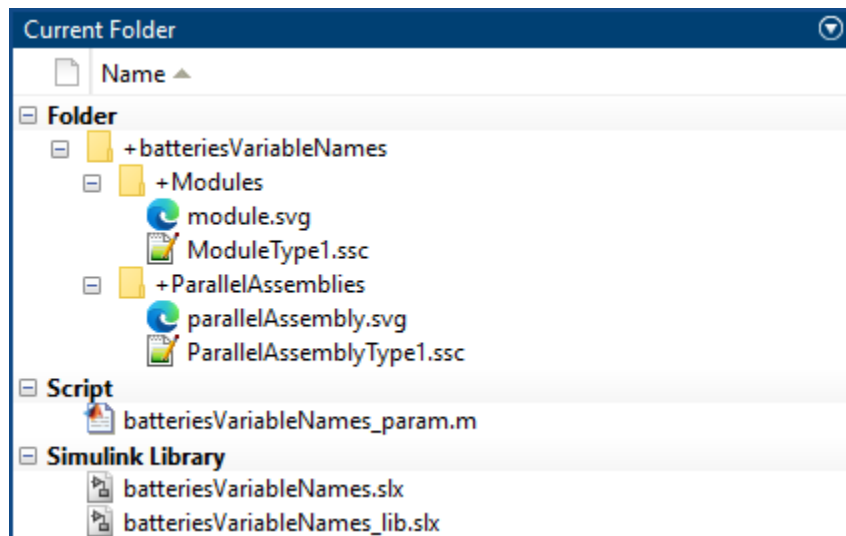 Current Folder
Name
Folder
+batteriesVariableNames
+Modules
module.svg
ModuleType1.ssc
+ParallelAssemblies
parallelAssembly.svg
ParallelAssemblyType1.ssc
Script
batteriesVariableNames_param.m
Simulink Library
batteriesVariableNames.slx
batteriesVariableNames_lib.slx